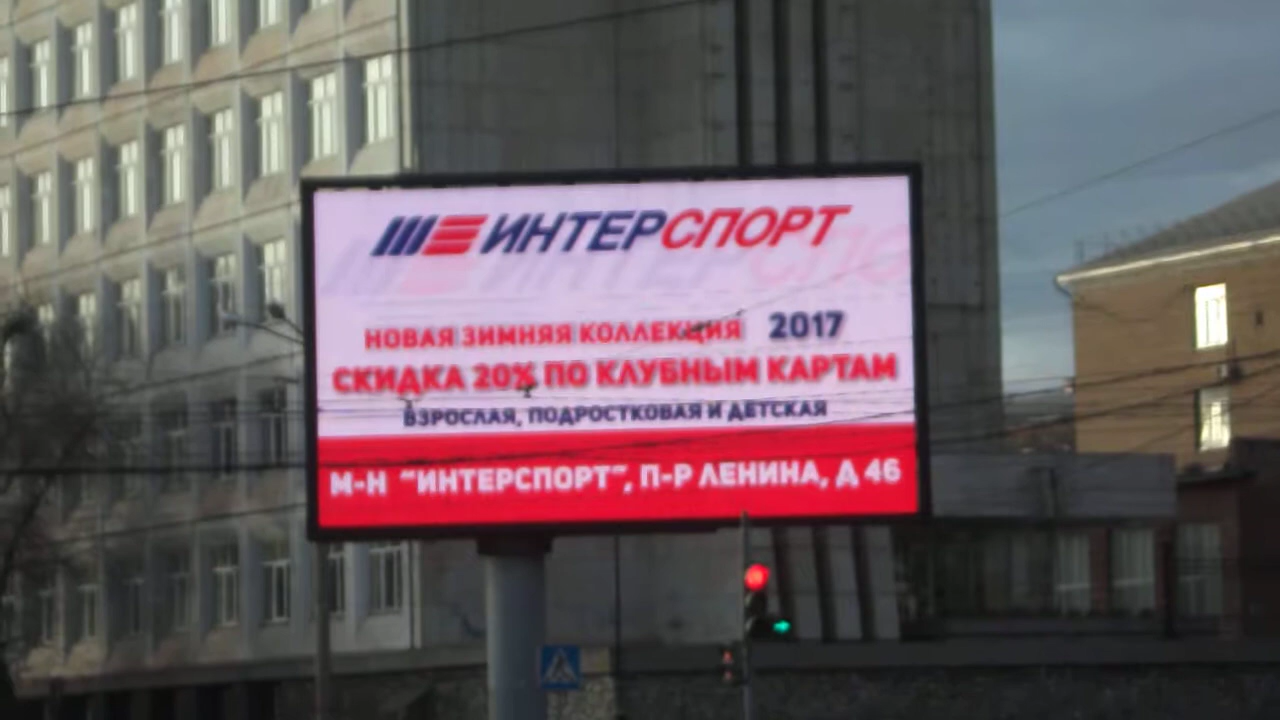 ИНТЕРСПОРТ
НОВАЯ ЗИМНЯЯ КОЛЛЕКЦИЯ 2017
СКИДКА 20% ПО КЛУБНЫМ КАРТАМ
ВЗРОСЛАЯ, ПОДРОСТКОВАЯ И ДЕТСКАЯ
М-Н "ИНТЕРСПОРТ", П-Р ЛЕНИНА, Д 46